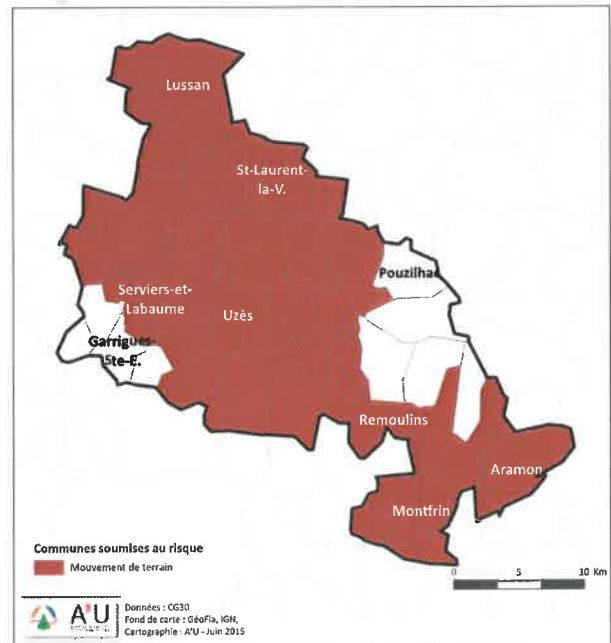 Lussan
St-Laurent-
la-V.
Pouzilhac
Serviers-et-
Labaume
Uzès
Garrigues-
Ste-E.
Remoulins
Aramon
Montfrin
Communes soumises au risque
Mouvement de terrain
0 5 10 Km
A'U
Données : CG30
Fond de carte : GéoFla, IGN,
Cartographie : A'U - Juin 2015